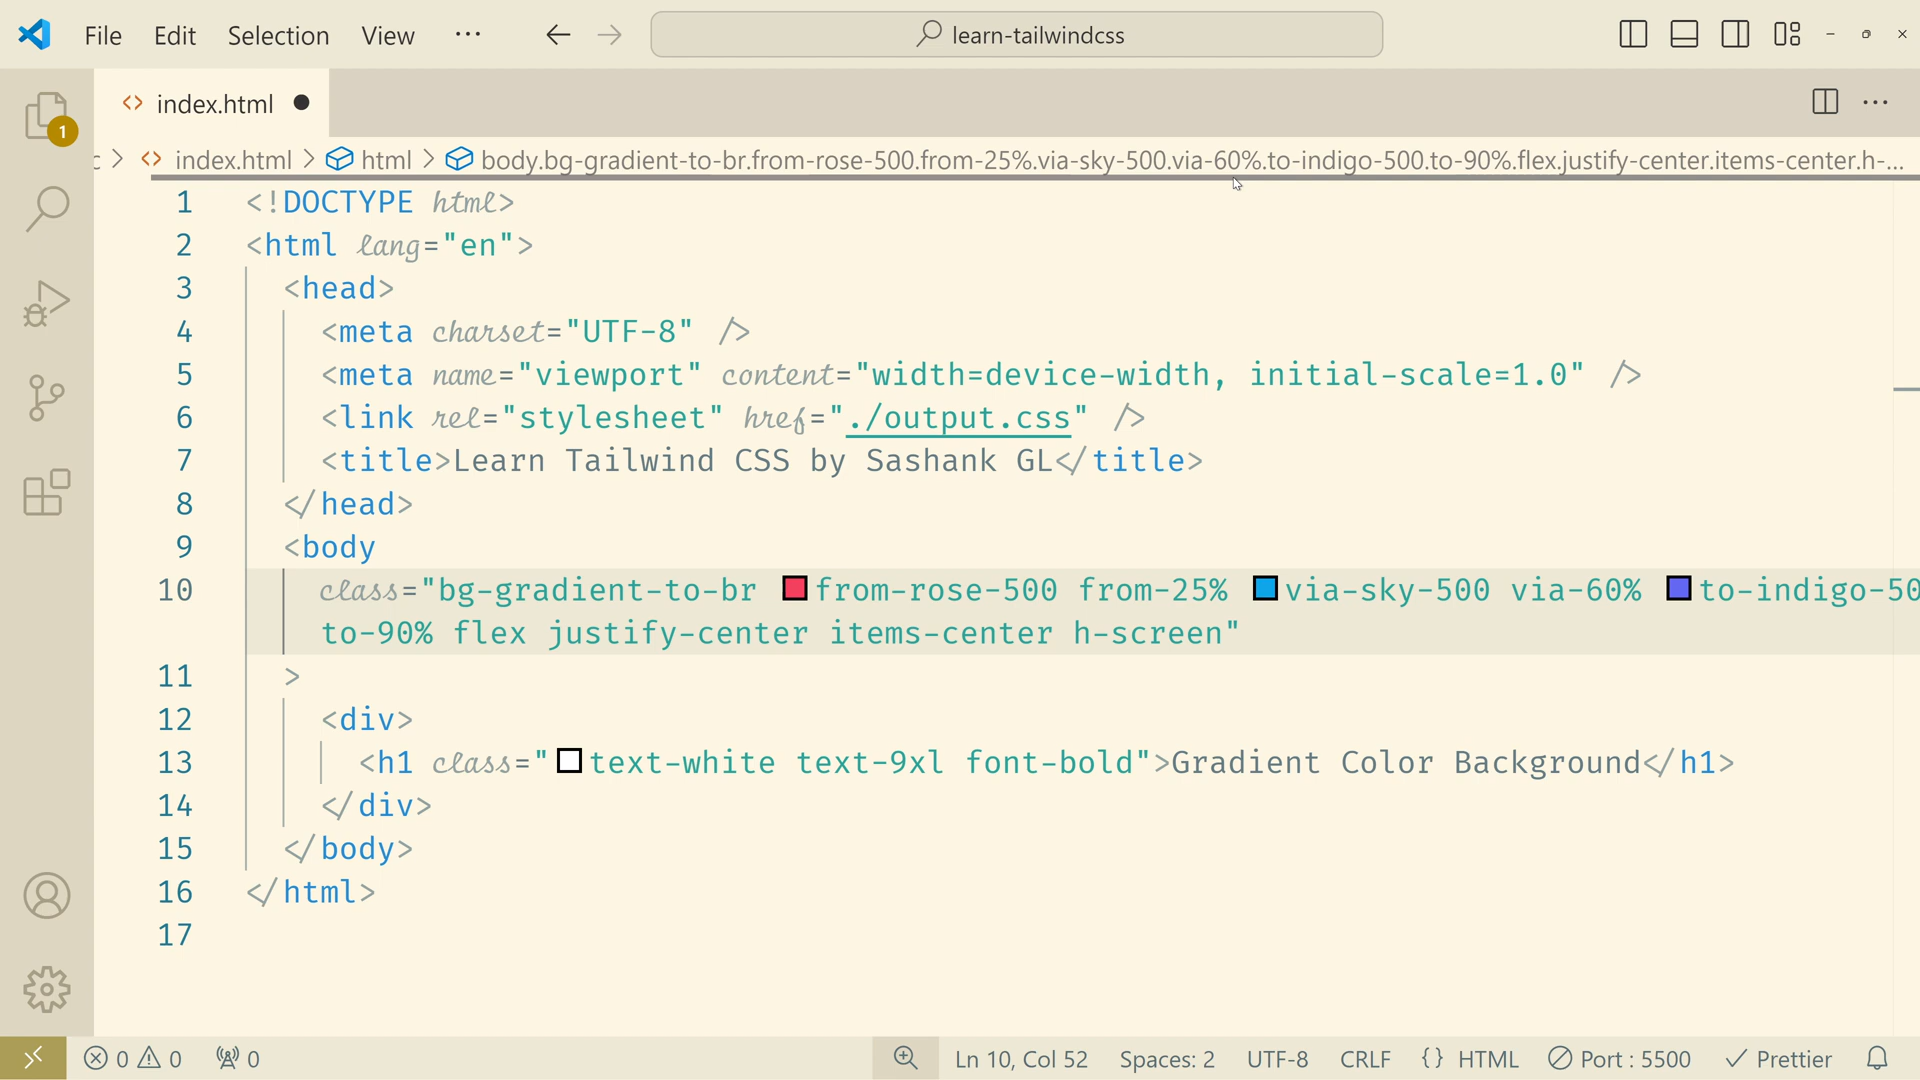 File Edit Selection View ··· learn-tailwindcss
index.html
1
index.html > html > body.bg-gradient-to-br.from-rose-500.from-25%.via-sky-500.via-60%.to-indigo-500.to-90%.flex.justify-center.items-center.h-...
1 <!DOCTYPE html>
2 <html lang="en">
3 <head>
4 <meta charset="UTF-8" />
5 <meta name="viewport" content="width=device-width, initial-scale=1.0" />
6 <link rel="stylesheet" href="./output.css" />
7 <title>Learn Tailwind CSS by Sashank GL</title>
8 </head>
9 <body
10 class="bg-gradient-to-br from-rose-500 from-25% via-sky-500 via-60% to-indigo-50
to-90% flex justify-center items-center h-screen"
11 >
12 <div>
13 <h1 class="text-white text-9xl font-bold">Gradient Color Background</h1>
14 </div>
15 </body>
16 </html>
17
0 0 0 Ln 10, Col 52 Spaces: 2 UTF-8 CRLF {} HTML Port : 5500 Prettier